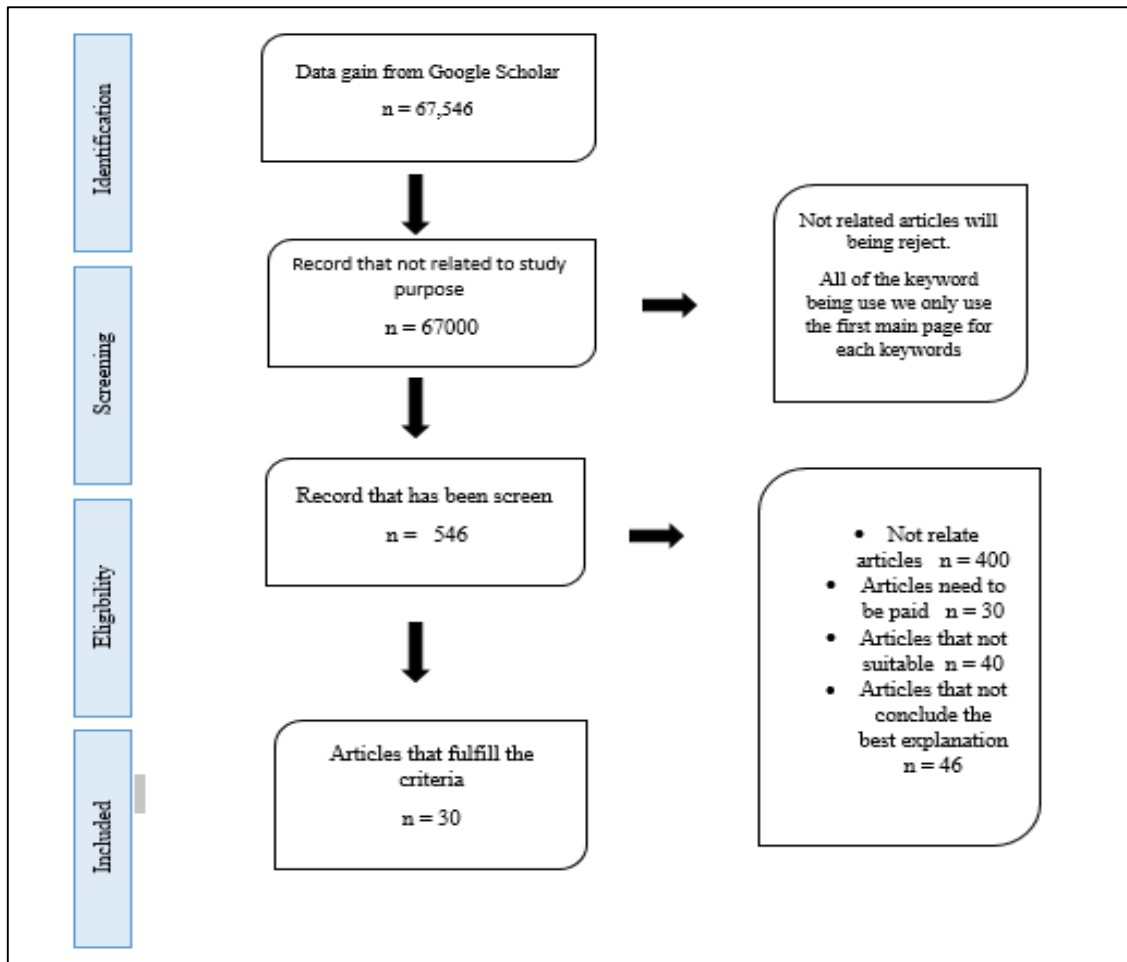 Identification
Data gain from Google Scholar
n = 67,546
Screening
Record that not related to study
purpose
n = 67000
Not related articles will
being reject.
All of the keyword
being use we only use
the first main page for
each keywords
Eligibility
Record that has been screen
n =   546
• Not relate
articles   n = 400
• Articles need to
be paid   n = 30
• Articles that not
suitable  n = 40
• Articles that not
conclude the
best explanation
n = 46
Included
Articles that fulfill the
criteria
n = 30